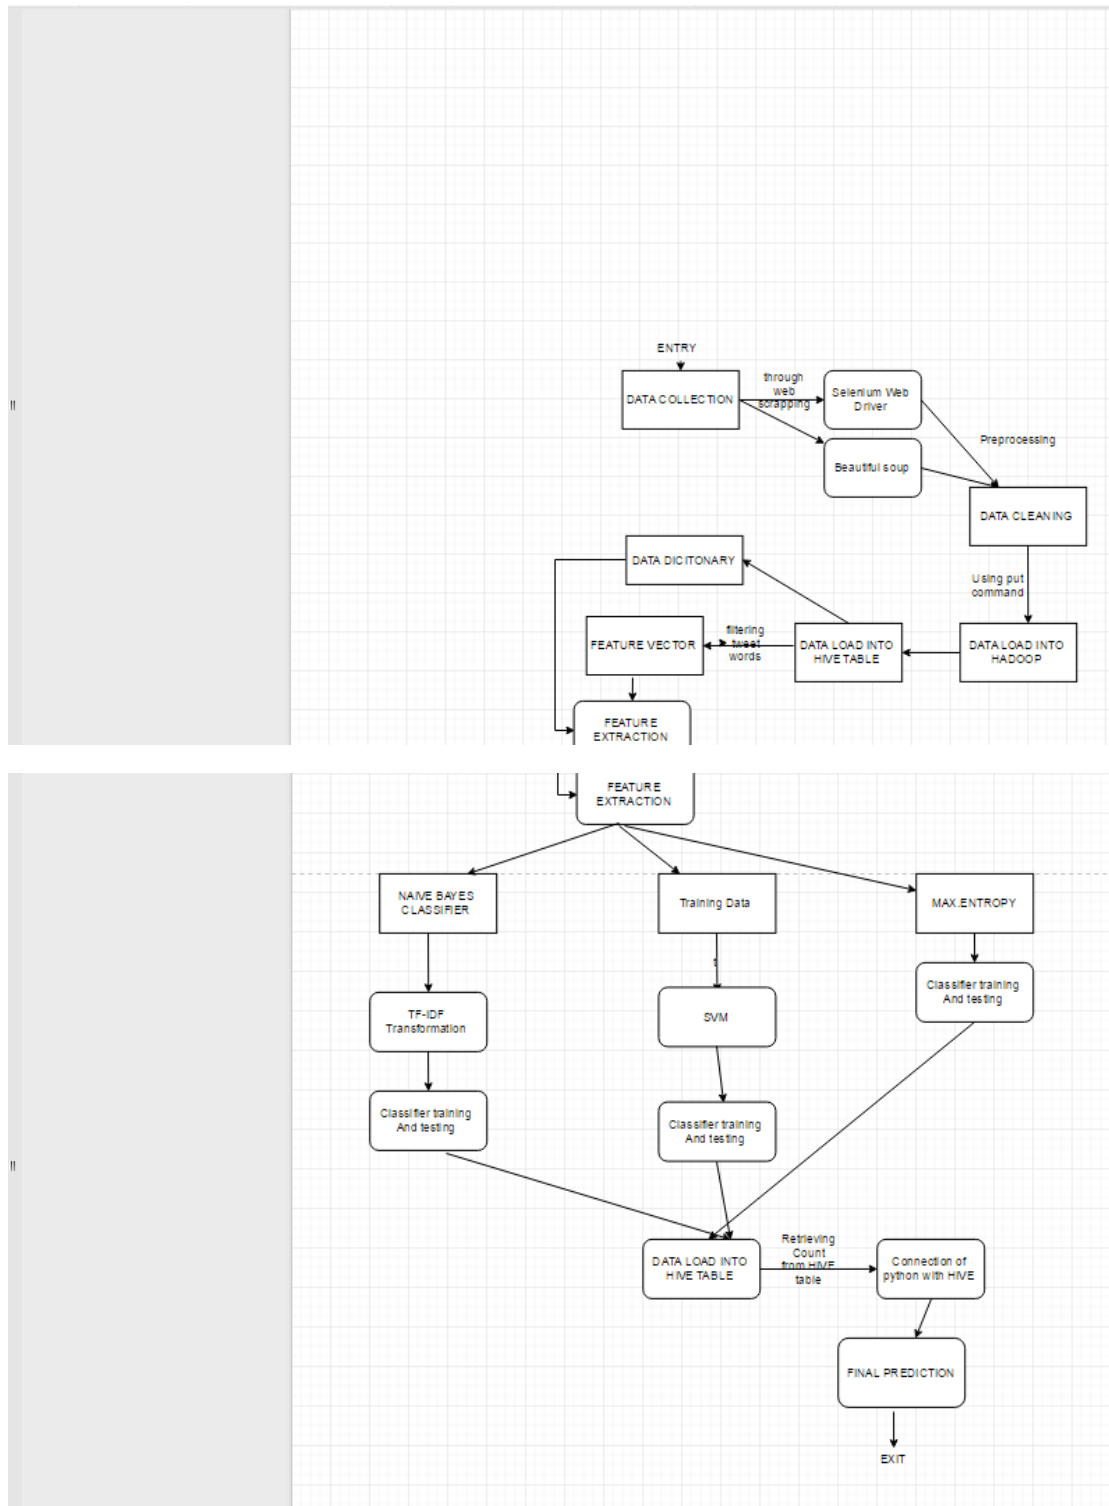 ENTRY
DATA COLLECTION
through
web
scrapping
Selenium Web
Driver
Beautiful soup
Preprocessing
DATA CLEANING
Using put
command
DATA LOAD INTO
HADOOP
DATA LOAD INTO
HIVE TABLE
DATA DICITONARY
filtering
tweet
words
FEATURE VECTOR
FEATURE
EXTRACTION
FEATURE
EXTRACTION
NAIVE BAYES
CLASSIFIER
Training Data
MAX.ENTROPY
Classifier training
And testing
TF-IDF
Transformation
SVM
Classifier training
And testing
Classifier training
And testing
DATA LOAD INTO
HIVE TABLE
Retrieving
Count
from HIVE
table
Connection of
python with HIVE
FINAL PREDICTION
EXIT